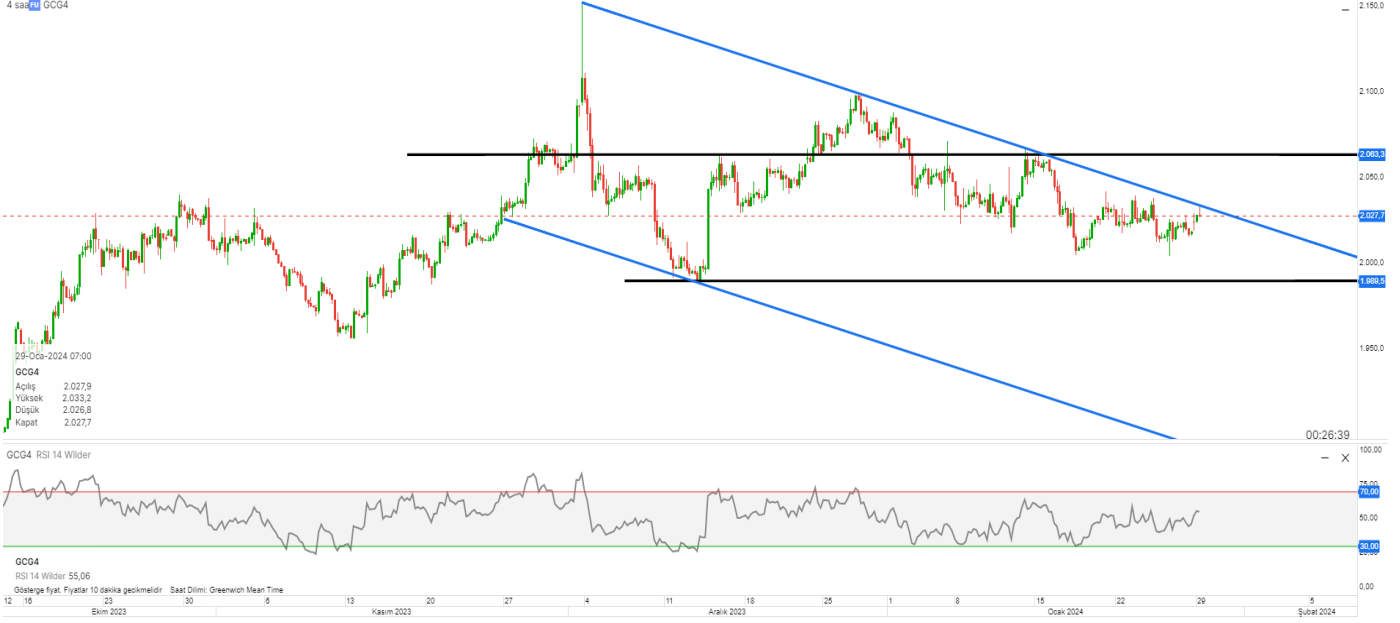 4 saa FU GCG4
2.150,0
2.100,0
2.063,3
2.050,0
2.027,7
2.000,0
1.989,5
1.950,0
29-Oca-2024 07:00
GCG4
Açılış 2.027,9
Yüksek 2.033,2
Düşük 2.026,8
Kapat 2.027,7
00:26:39
GCG4 RSI 14 Wilder
100,00
75,00
70,00
50,00
30,00
25,00
0,00
GCG4
RSI 14 Wilder 55,06
Gösterge fiyat. Fiyatlar 10 dakika gecikmelidir Saat Dilimi: Greenwich Mean Time
12 16 23 30 6 13 20 27 4 11 18 25 1 8 15 22 29 5
Ekim 2023 Kasım 2023 Aralık 2023 Ocak 2024 Şubat 2024